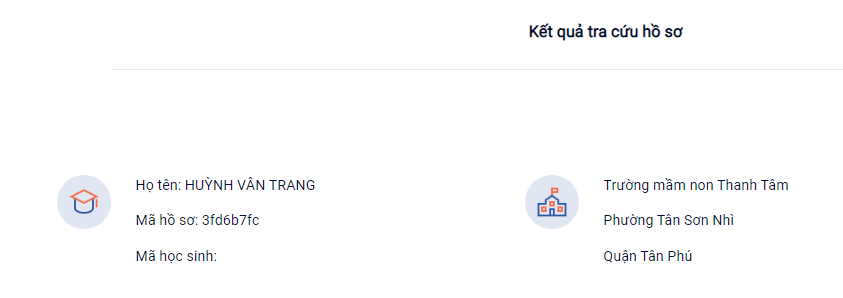 Kết quả tra cứu hồ sơ
Họ tên: HUỲNH VÂN TRANG
Mã hồ sơ: 3fd6b7fc
Mã học sinh:
Trường mầm non Thanh Tâm
Phường Tân Sơn Nhì
Quận Tân Phú